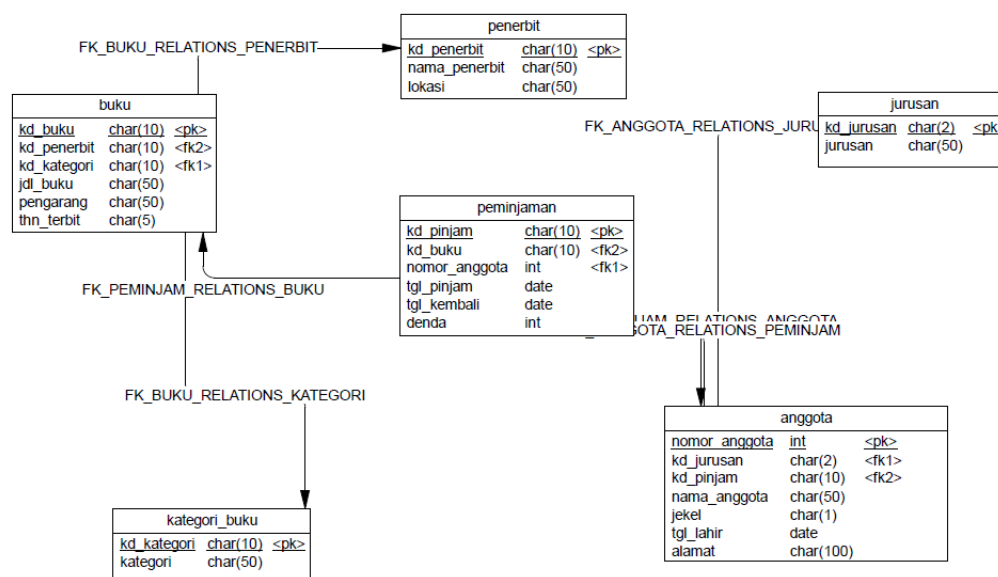 penerbit
kd_penerbit char(10) <pk>
nama_penerbit char(50)
lokasi char(50)
FK_BUKU_RELATIONS_PENERBIT
buku
kd_buku char(10) <pk>
kd_penerbit char(10) <fk2>
kd_kategori char(10) <fk1>
jdl_buku char(50)
pengarang char(50)
thn_terbit char(5)
jurusan
kd_jurusan char(2) <pk
jurusan char(50)
FK_ANGGOTA_RELATIONS_JURU
peminjaman
kd_pinjam char(10) <pk>
kd_buku char(10) <fk2>
nomor_anggota int <fk1>
tgl_pinjam date
tgl_kembali date
denda int
FK_PEMINJAM_RELATIONS_BUKU
JAM_RELATIONS_ANGGOTA
GOTA_RELATIONS_PEMINJAM
FK_BUKU_RELATIONS_KATEGORI
anggota
nomor_anggota int <pk>
kd_jurusan char(2) <fk1>
kd_pinjam char(10) <fk2>
nama_anggota char(50)
jekel char(1)
tgl_lahir date
alamat char(100)
kategori_buku
kd_kategori char(10) <pk>
kategori char(50)